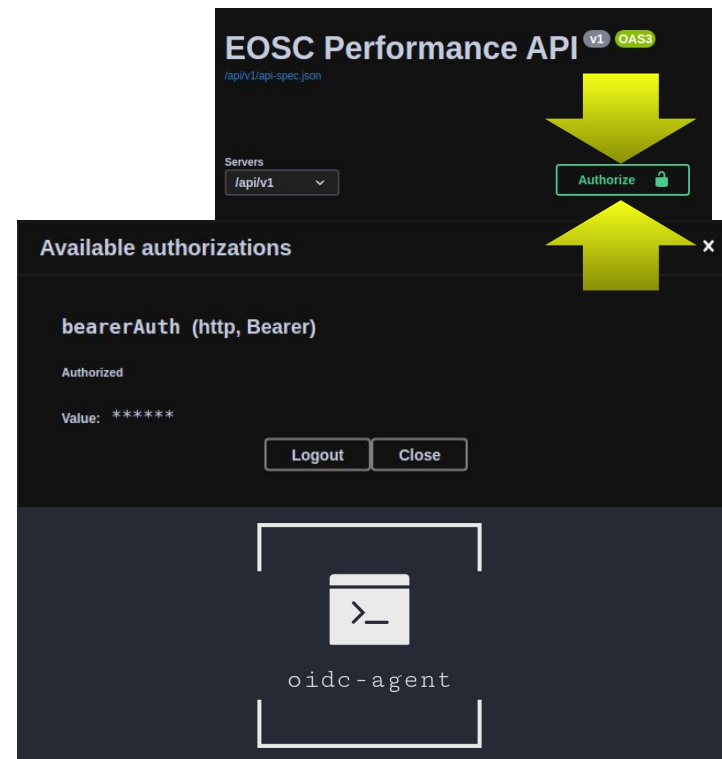 EOSC Performance API v1 OAS3
/api/v1/api-spec.json
Servers
/api/v1
Authorize
Available authorizations
×
bearerAuth (http, Bearer)
Authorized
Value: ******
Logout Close
>_
oidc-agent